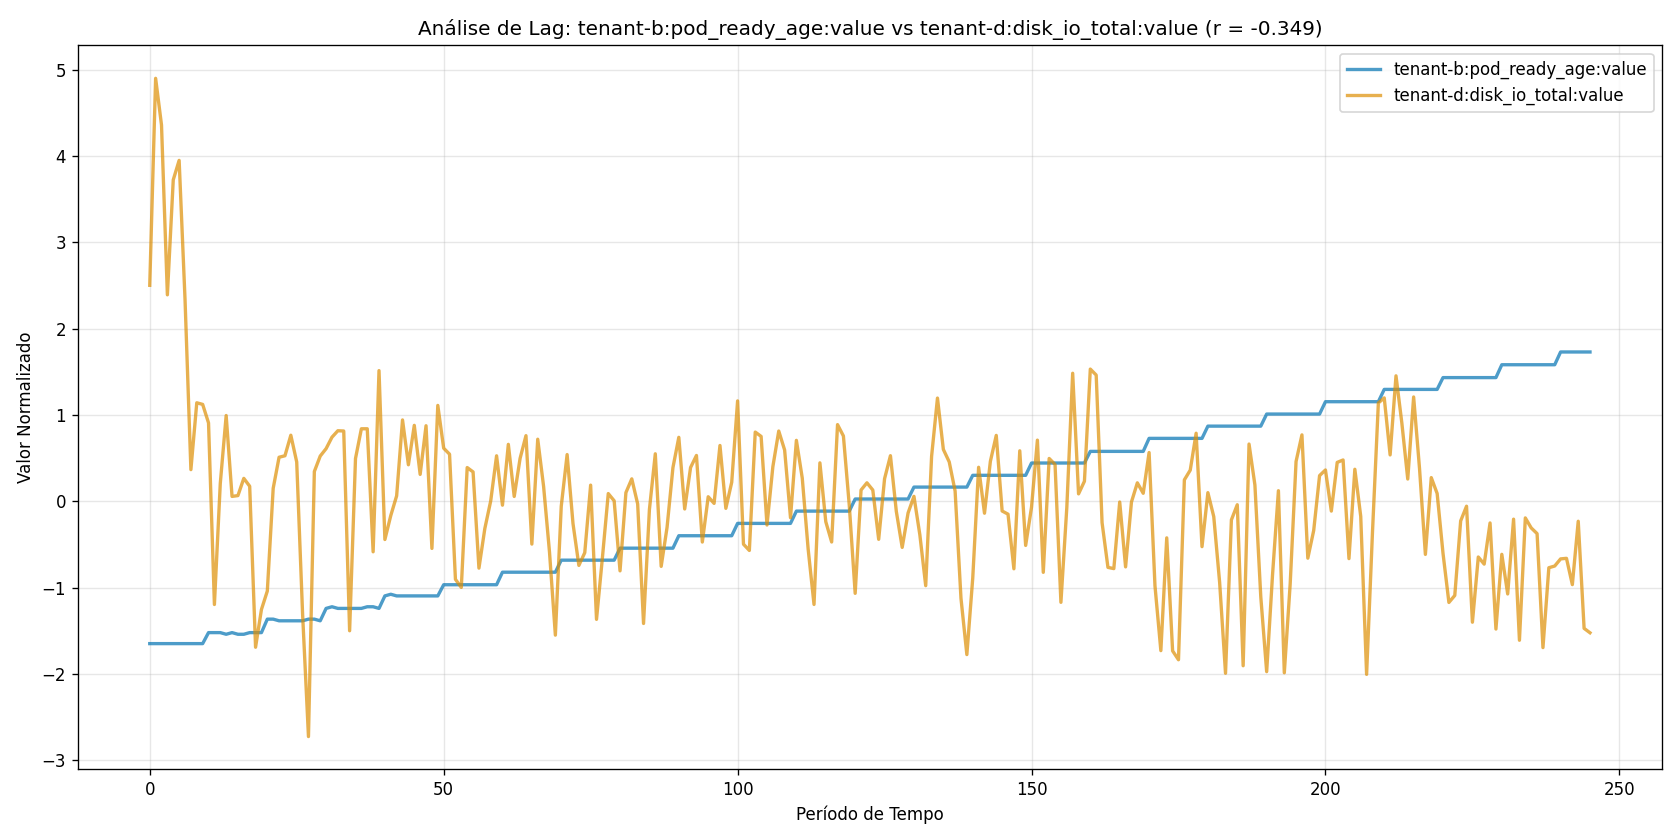 Análise de Lag: tenant-b:pod_ready_age:value vs tenant-d:disk_io_total:value (r = -0.349)
tenant-b:pod_ready_age:value
tenant-d:disk_io_total:value
Valor Normalizado
5
4
3
2
1
0
−1
−2
−3
0 50 100 150 200 250
Período de Tempo